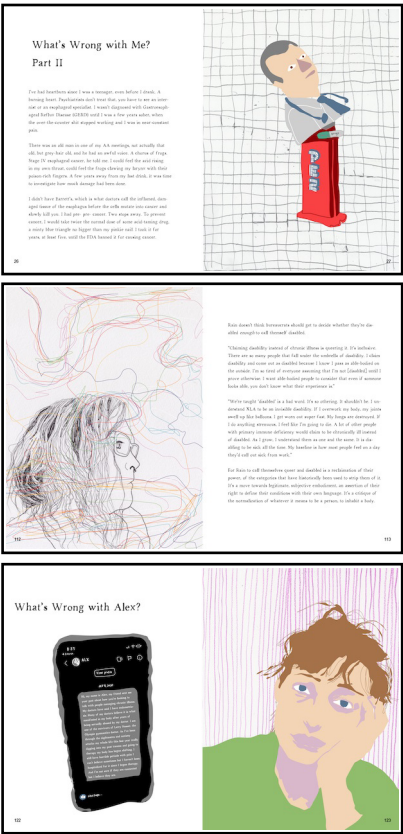 What's Wrong with Me?
Part II
I've had heartburn since I was a teenager, even before I drank. A
burning heart. Psychiatrists don't treat that, you have to see an inter-
nist or an esophageal specialist. I wasn't diagnosed with Gastroesoph-
ageal Reflux Disease (GERD) until I was a few years sober, when
the over the counter shit stopped working and I was in near-constant
pain.
There was an old man in one of my AA meetings, not actually that
old, but gray-hair old, and he had an awful voice. A chorus of frogs.
Stage IV esophageal cancer, he told me. I could feel the acid rising
in my own throat, could feel the frogs clawing my larynx with their
poison-rich fingers. A few years away from my last drink, it was time
to investigate how much damage had been done.
I didn't have Barrett's, which is what doctors call the inflamed, dam-
aged tissue of the esophagus before the cells mutate into cancer and
slowly kill you. I had pre- pre- cancer. Two steps away. To prevent
cancer, I would take twice the normal dose of some acid-taming drug,
a minty blue triangle no bigger than my pinkie nail. I took it for
years, at least five, until the FDA banned it for causing cancer.
PEZ
26
27
Rain doesn't think bureaucrats should get to decide whether they're dis-
abled enough to call themself disabled.
"Claiming disability instead of chronic illness is queering it. It's inclusive.
There are so many people that fall under the umbrella of disability. I claim
disability, and come out as disabled because I know I pass as able-bodied on
the outside. I'm so tired of everyone assuming that I'm not [disabled] until I
prove otherwise. I want able-bodied people to consider that even if someone
looks able, you don't know what their experience is."
"We're taught 'disabled' is a bad word. It's so othering. It shouldn't be. I un-
derstand
to be an invisible disability. If I overwork my body, my joints
swell up like balloons. I get worn out super fast. My lungs are destroyed. If
I do anything strenuous, I feel like I'm going to die. A lot of other people
with primary immune deficiency would claim to be chronically ill instead
of disabled. As I grow, I understand them as one and the same. It is dis-
abling to be sick all the time. My baseline is how most people feel on a day
they'd call out sick from work."
For Rain to call themselves queer and disabled is a reclamation of their
power, of the categories that have historically been used to strip them of it.
It's a move towards legitimate, subjective embodiment, an assertion of their
right to define their conditions with their own language. It's a critique of
the normalization of whatever it means to be a person, to inhabit a body.
112
113
What's Wrong with Alex?
ALX
122
123